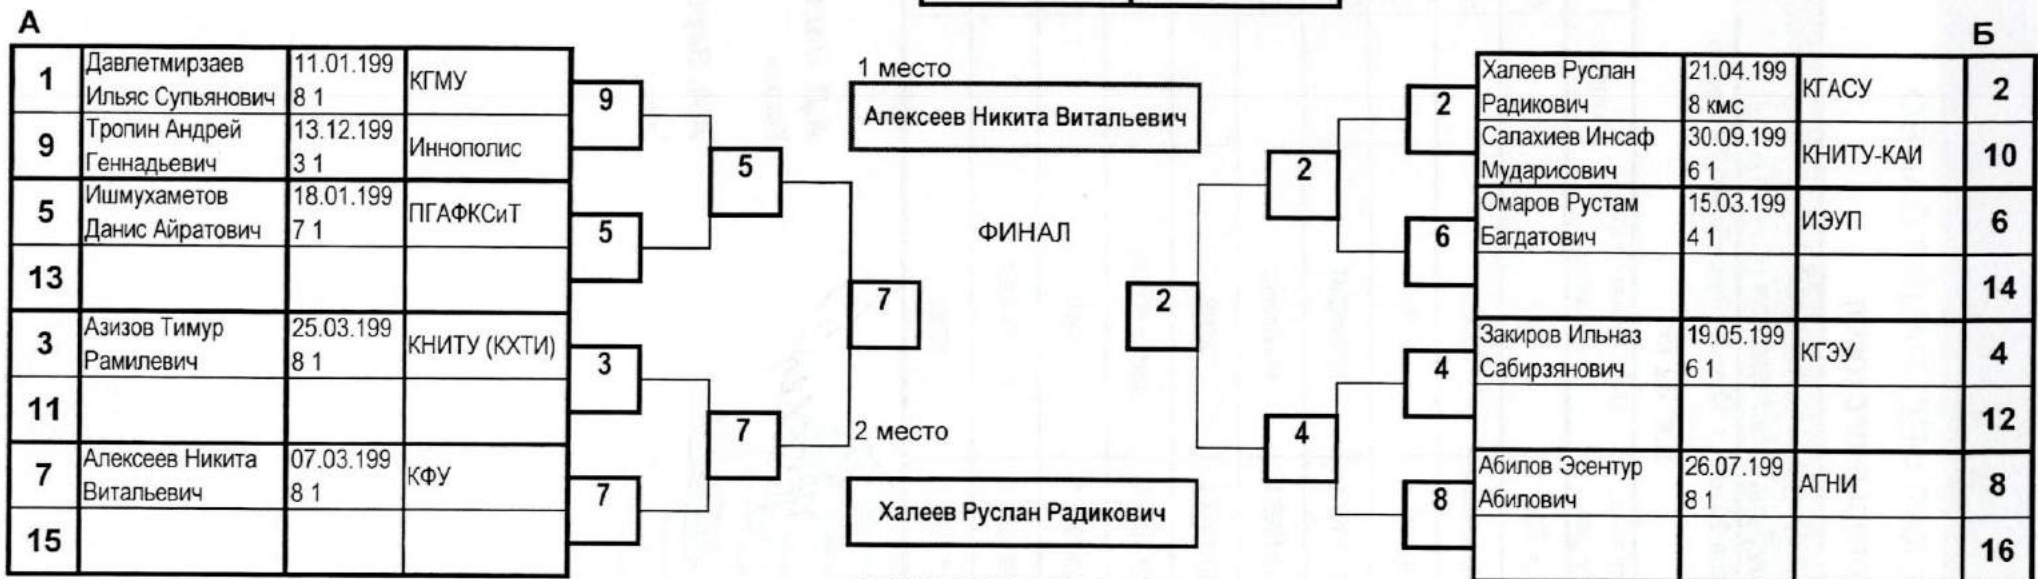 А
Б
1
Давлетмирзаев
Ильяс Супьянович
11.01.199
8 1
КГМУ
9
Тропин Андрей
Геннадьевич
13.12.199
3 1
Иннополис
5
Ишмухаметов
Данис Айратович
18.01.199
7 1
ПГАФКСиТ
13
3
Азизов Тимур
Рамилевич
25.03.199
8 1
КНИТУ (КХТИ)
11
7
Алексеев Никита
Витальевич
07.03.199
8 1
КФУ
15
9
5
3
7
5
7
7
1 место
Алексеев Никита Витальевич
ФИНАЛ
2 место
Халеев Руслан Радикович
2
2
4
2
6
4
8
Халеев Руслан
Радикович
21.04.199
8 кмс
КГАСУ
2
Салахиев Инсаф
Мударисович
30.09.199
6 1
КНИТУ-КАИ
10
Омаров Рустам
Багдатович
15.03.199
4 1
ИЭУП
6
14
Закиров Ильназ
Сабирзянович
19.05.199
6 1
КГЭУ
4
12
Абилов Эсентур
Абилович
26.07.199
8 1
АГНИ
8
16